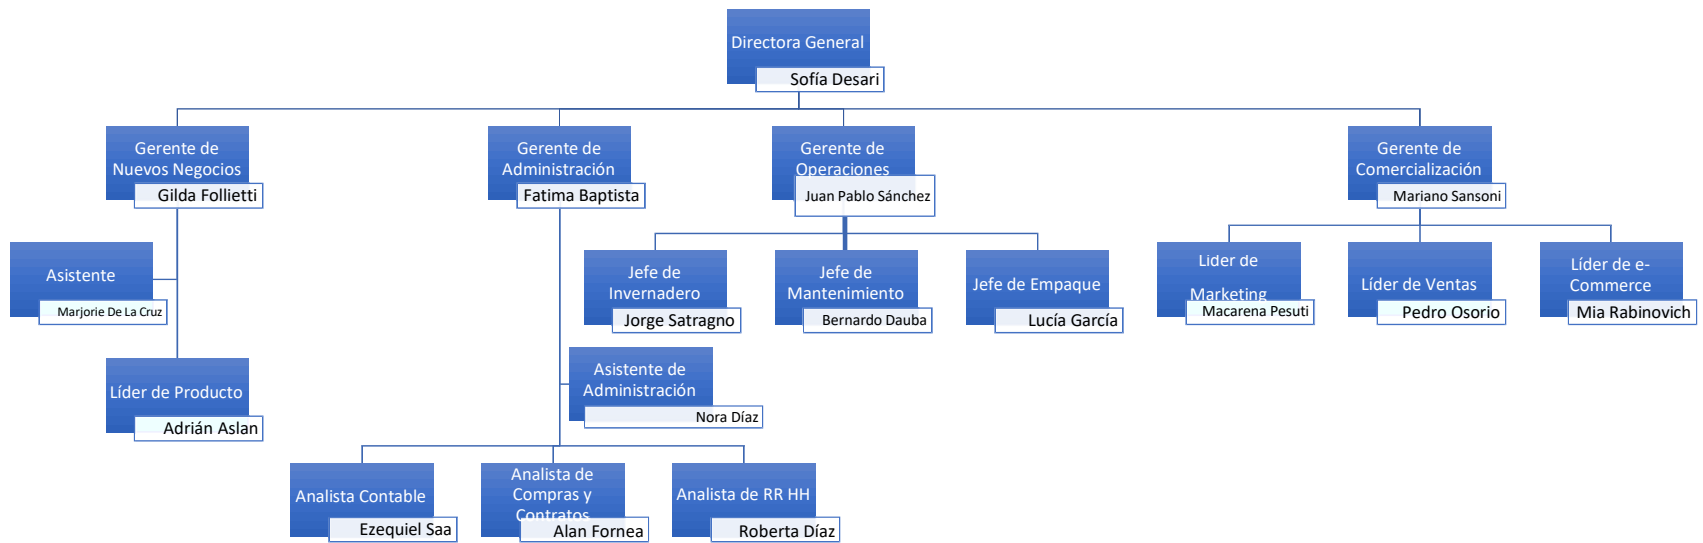 Directora General
Sofía Desari
Gerente de
Nuevos Negocios
Gilda Follietti
Gerente de
Administración
Fatima Baptista
Gerente de
Operaciones
Juan Pablo Sánchez
Gerente de
Comercialización
Mariano Sansoni
Asistente
Marjorie De La Cruz
Líder de Producto
Adrián Aslan
Jefe de
Invernadero
Jorge Satragno
Jefe de
Mantenimiento
Bernardo Dauba
Jefe de Empaque
Lucía García
Lider de
Marketing
Macarena Pesuti
Líder de Ventas
Pedro Osorio
Líder de e-
Commerce
Mia Rabinovich
Asistente de
Administración
Nora Díaz
Analista Contable
Ezequiel Saa
Analista de
Compras y
Contratos
Alan Fornea
Analista de RR HH
Roberta Díaz